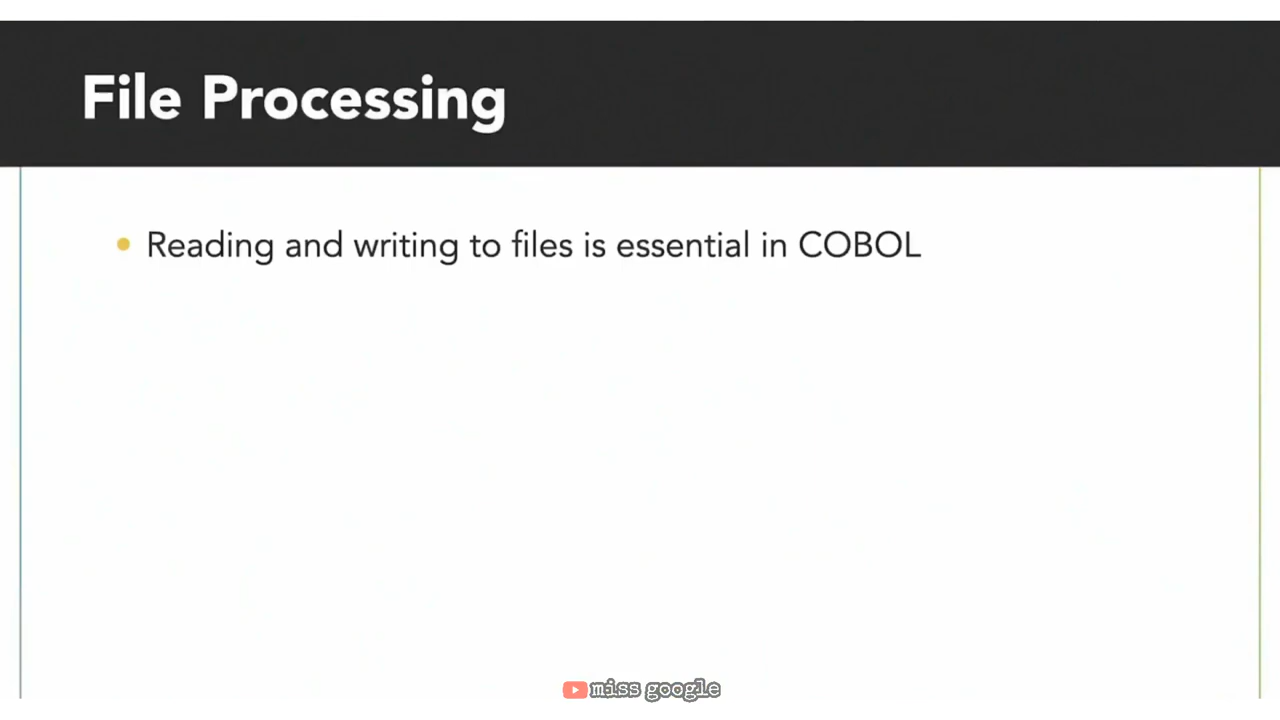 File Processing
Reading and writing to files is essential in COBOL
miss google